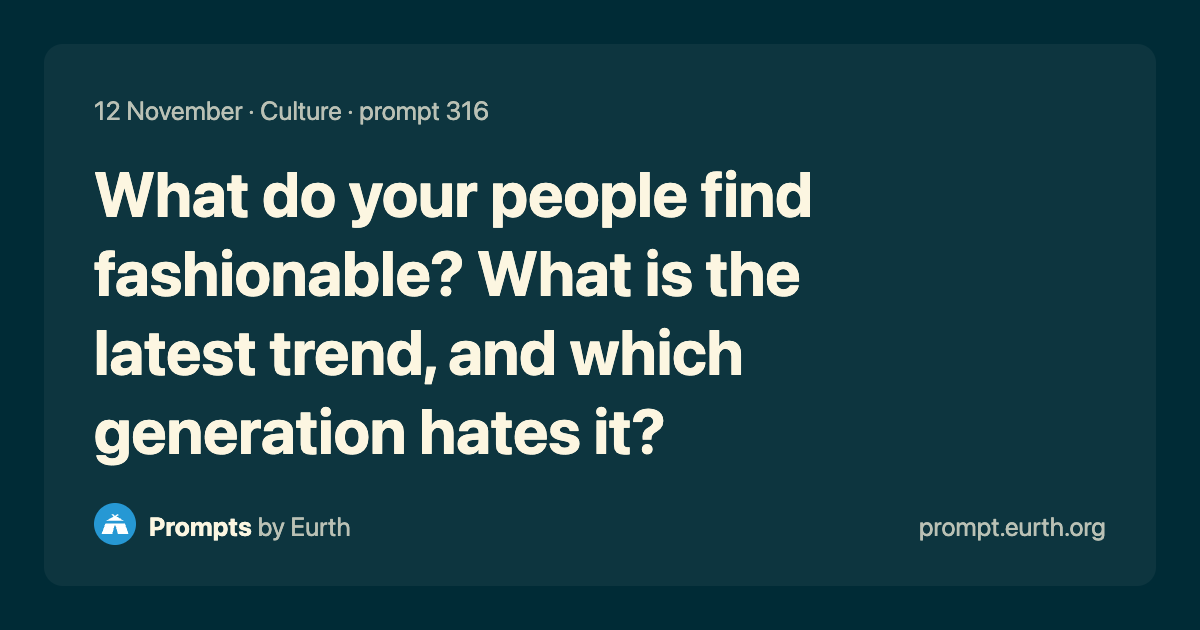 12 November · Culture · prompt 316
What do your people find
fashionable? What is the
latest trend, and which
generation hates it?
Prompts by Eurth
prompt.eurth.org